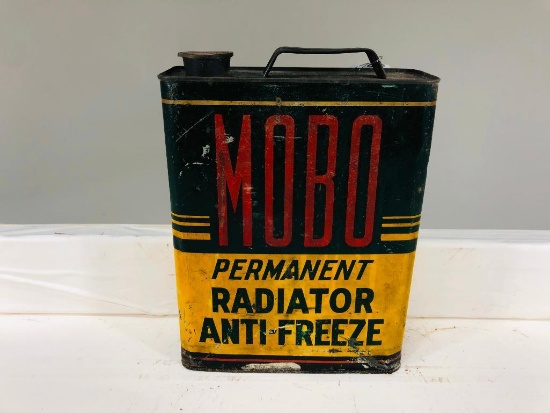 MOBO
PERMANENT
RADIATOR
ANTI-FREEZE